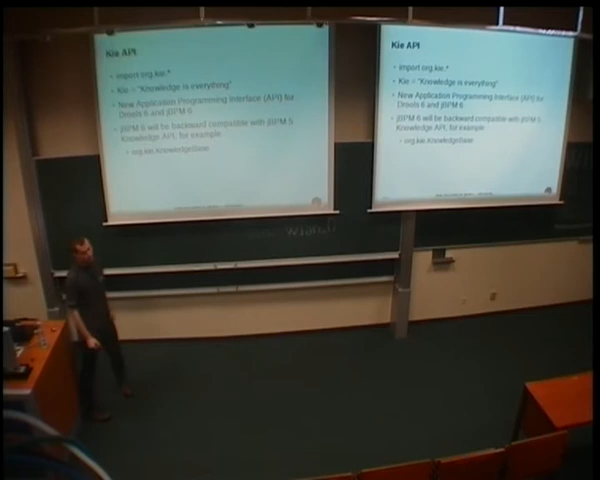 Kie API
import org.kie.*
Kie = "Knowledge is everything"
New Application Programming Interface (API) for
Drools 6 and jBPM 6
jBPM 6 will be backward compatible with jBPM 5
Knowledge API, for example
org.kie.KnowledgeBase
Kie API
import org.kie.*
Kie = "Knowledge is everything"
New Application Programming Interface (API) for
Drools 6 and jBPM 6
jBPM 6 will be backward compatible with jBPM 5
Knowledge API, for example
org.kie.KnowledgeBase